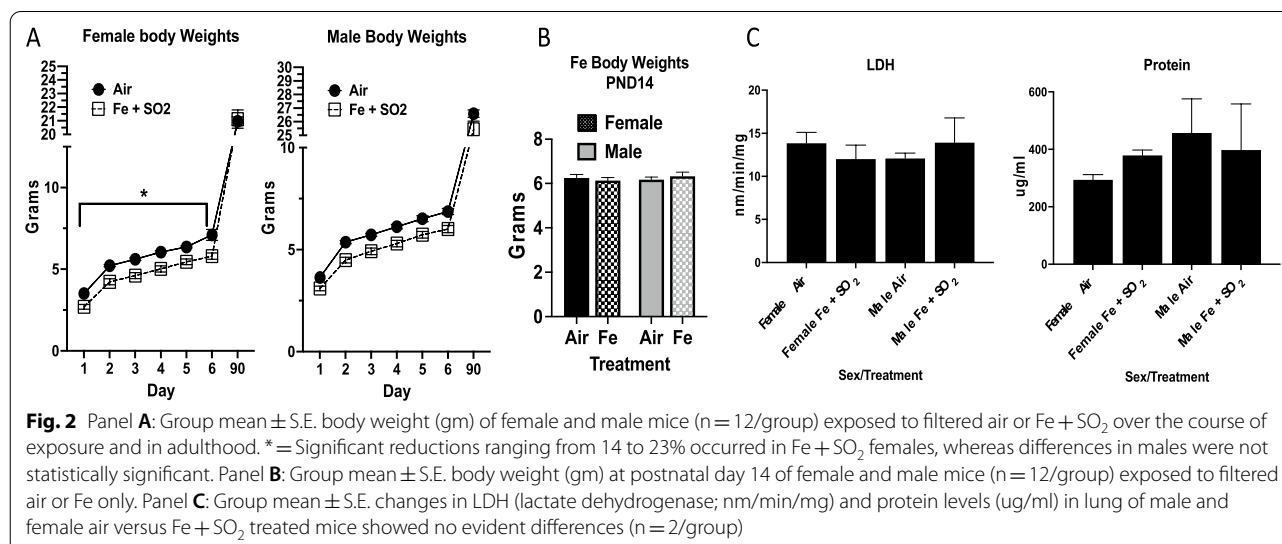 A
Female body Weights
Air
Fe + SO2
25
24
23
22
21
20
10
5
0
*
Grams
1 2 3 4 5 6 90
Day
Male Body Weights
Air
Fe + SO2
30
29
28
27
26
25
5
0
Grams
1 2 3 4 5 6 90
Day
B
Fe Body Weights
PND14
Female
Male
8
6
4
2
0
Grams
Air Fe Air Fe
Treatment
C
LDH
20
15
10
5
0
nm/min/mg
Female Air
Female Fe + SO2
Male Air
Male Fe + SO2
Sex/Treatment
Protein
600
400
200
0
ug/ml
Female Air
Female Fe + SO2
Male Air
Male Fe + SO2
Sex/Treatment
Fig. 2 Panel A: Group mean ± S.E. body weight (gm) of female and male mice (n = 12/group) exposed to filtered air or Fe + SO2 over the course of
exposure and in adulthood. * = Significant reductions ranging from 14 to 23% occurred in Fe + SO2 females, whereas differences in males were not
statistically significant. Panel B: Group mean ± S.E. body weight (gm) at postnatal day 14 of female and male mice (n = 12/group) exposed to filtered
air or Fe only. Panel C: Group mean ± S.E. changes in LDH (lactate dehydrogenase; nm/min/mg) and protein levels (ug/ml) in lung of male and
female air versus Fe + SO2 treated mice showed no evident differences (n = 2/group)